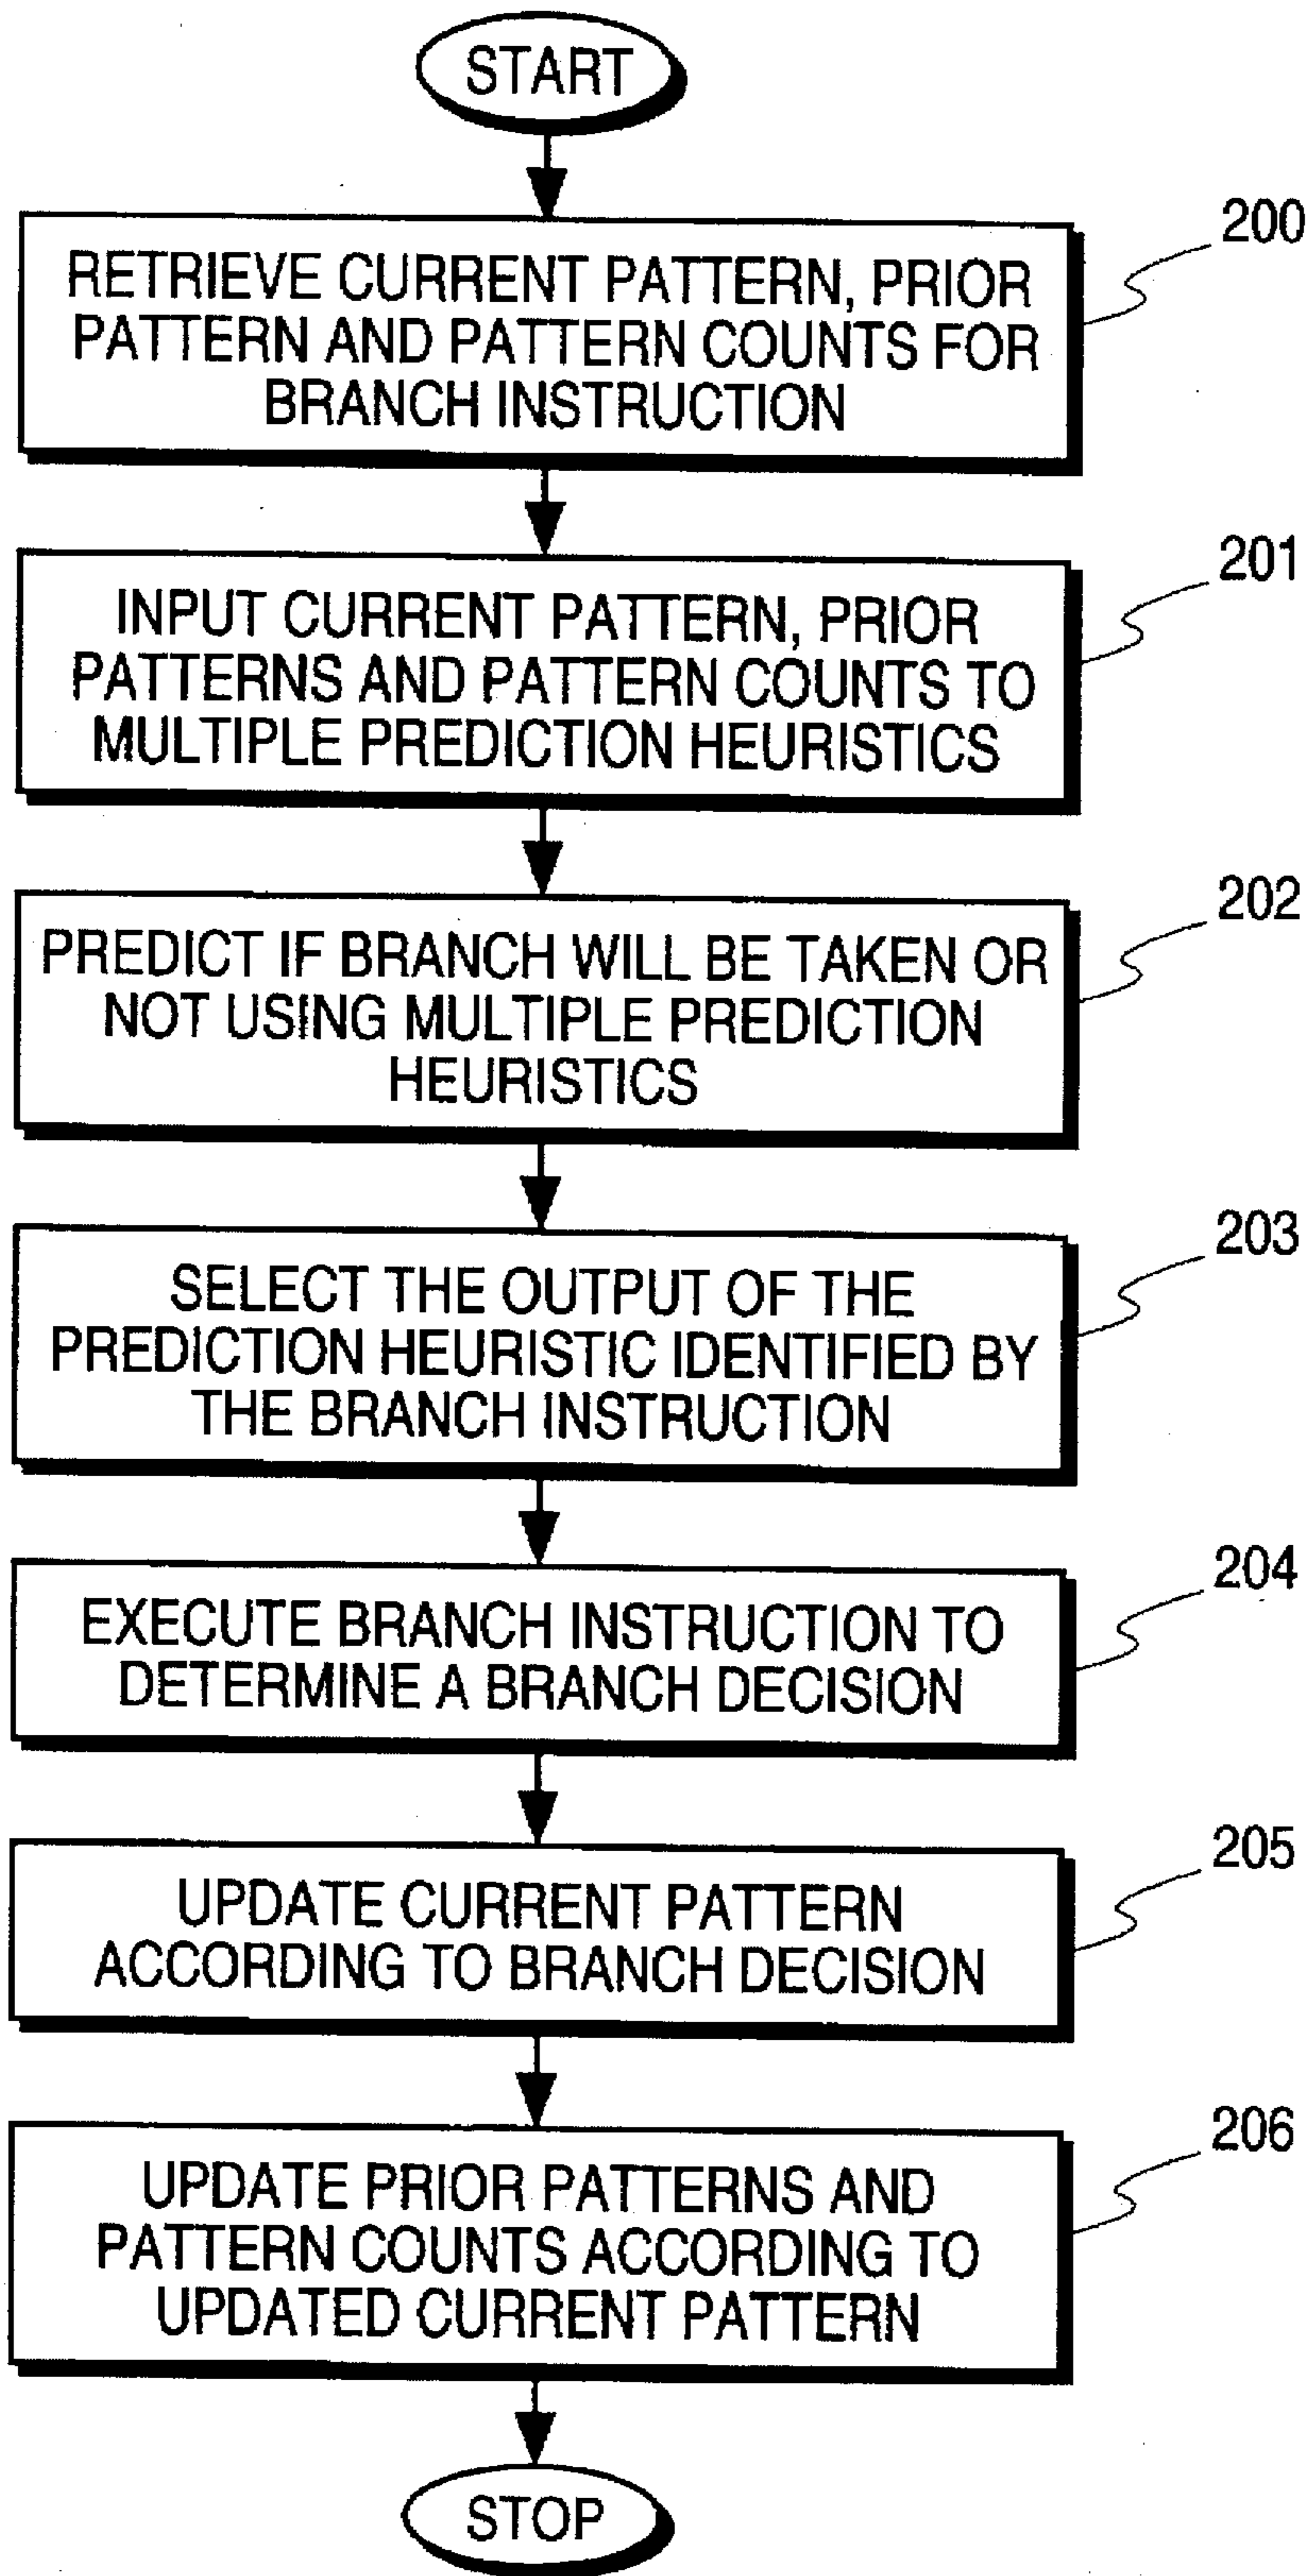 START
200
RETRIEVE CURRENT PATTERN, PRIOR
PATTERN AND PATTERN COUNTS FOR
BRANCH INSTRUCTION
201
INPUT CURRENT PATTERN, PRIOR
PATTERNS AND PATTERN COUNTS TO
MULTIPLE PREDICTION HEURISTICS
202
PREDICT IF BRANCH WILL BE TAKEN OR
NOT USING MULTIPLE PREDICTION
HEURISTICS
203
SELECT THE OUTPUT OF THE
PREDICTION HEURISTIC IDENTIFIED BY
THE BRANCH INSTRUCTION
204
EXECUTE BRANCH INSTRUCTION TO
DETERMINE A BRANCH DECISION
205
UPDATE CURRENT PATTERN
ACCORDING TO BRANCH DECISION
206
UPDATE PRIOR PATTERNS AND
PATTERN COUNTS ACCORDING TO
UPDATED CURRENT PATTERN
STOP